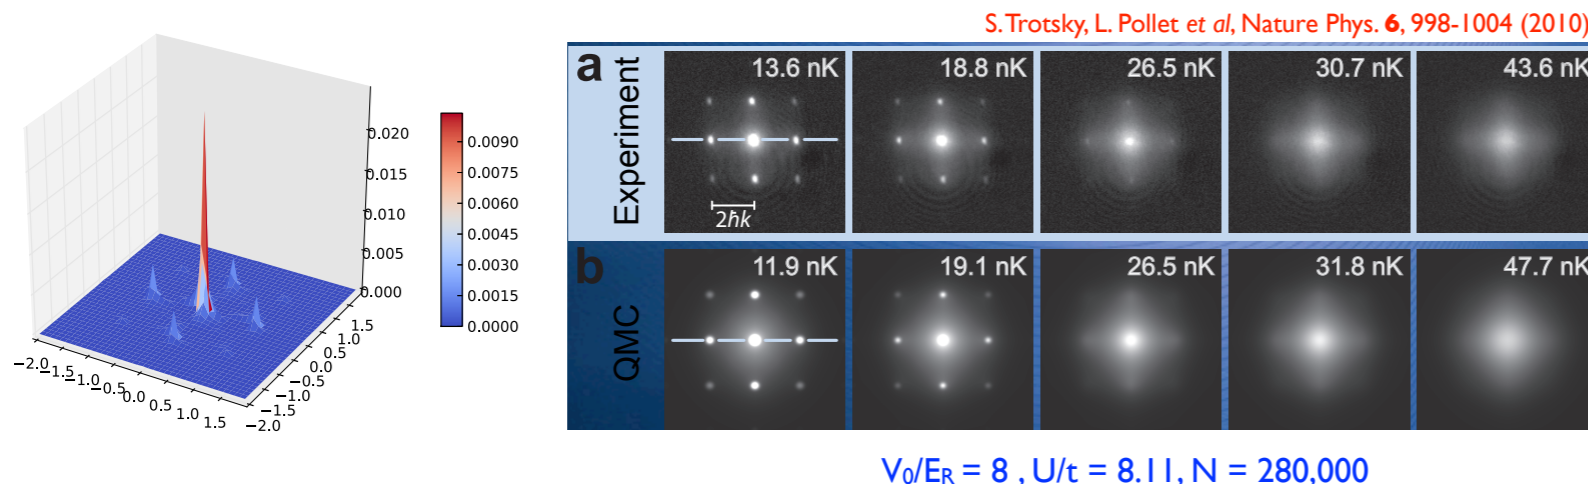 S. Trotsky, L. Pollet et al, Nature Phys. 6, 998-1004 (2010)
0.020
0.015
0.010
0.005
0.000
−2.0
−1.5
−1.0
−0.5
0.0
0.5
1.0
1.5
−2.0
−1.5
−1.0
−0.5
0.0
0.5
1.0
1.5
0.0090
0.0075
0.0060
0.0045
0.0030
0.0015
0.0000
a
Experiment
13.6 nK
18.8 nK
26.5 nK
30.7 nK
43.6 nK
2ħk
b
QMC
11.9 nK
19.1 nK
26.5 nK
31.8 nK
47.7 nK
V₀/E_R = 8 , U/t = 8.11, N = 280,000